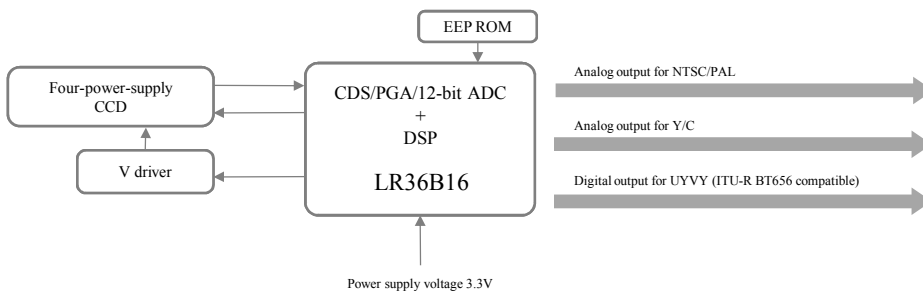 EEP ROM
Four-power-supply
CCD
V driver
CDS/PGA/12-bit ADC
+
DSP
LR36B16
Power supply voltage 3.3V
Analog output for NTSC/PAL
Analog output for Y/C
Digital output for UYVY (ITU-R BT656 compatible)